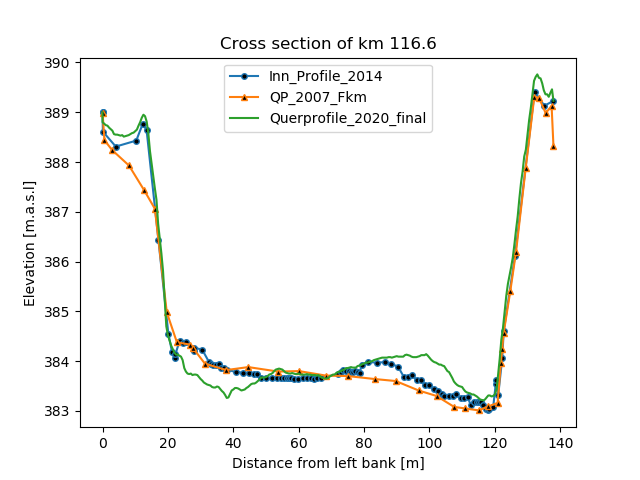 Cross section of km 116.6
Inn_Profile_2014
QP_2007_Fkm
Querprofile_2020_final
Elevation [m.a.s.l]
390
389
388
387
386
385
384
383
0 20 40 60 80 100 120 140
Distance from left bank [m]